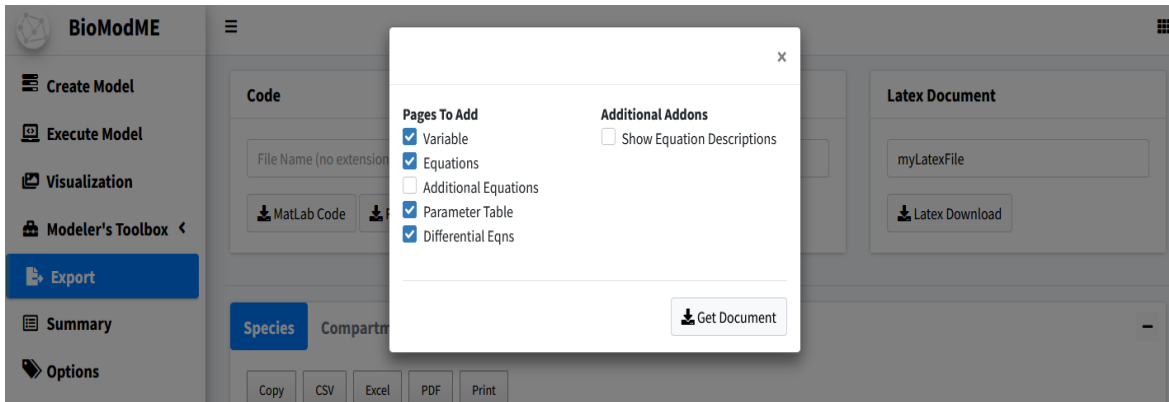 BioModME
Create Model
Execute Model
Visualization
Modeler's Toolbox
Export
Summary
Options
Code
File Name (no extension
MatLab Code
×
Pages To Add
Variable
Equations
Additional Equations
Parameter Table
Differential Eqns
Additional Addons
Show Equation Descriptions
Get Document
Latex Document
myLatexFile
Latex Download
Species
Compartm
Copy
CSV
Excel
PDF
Print